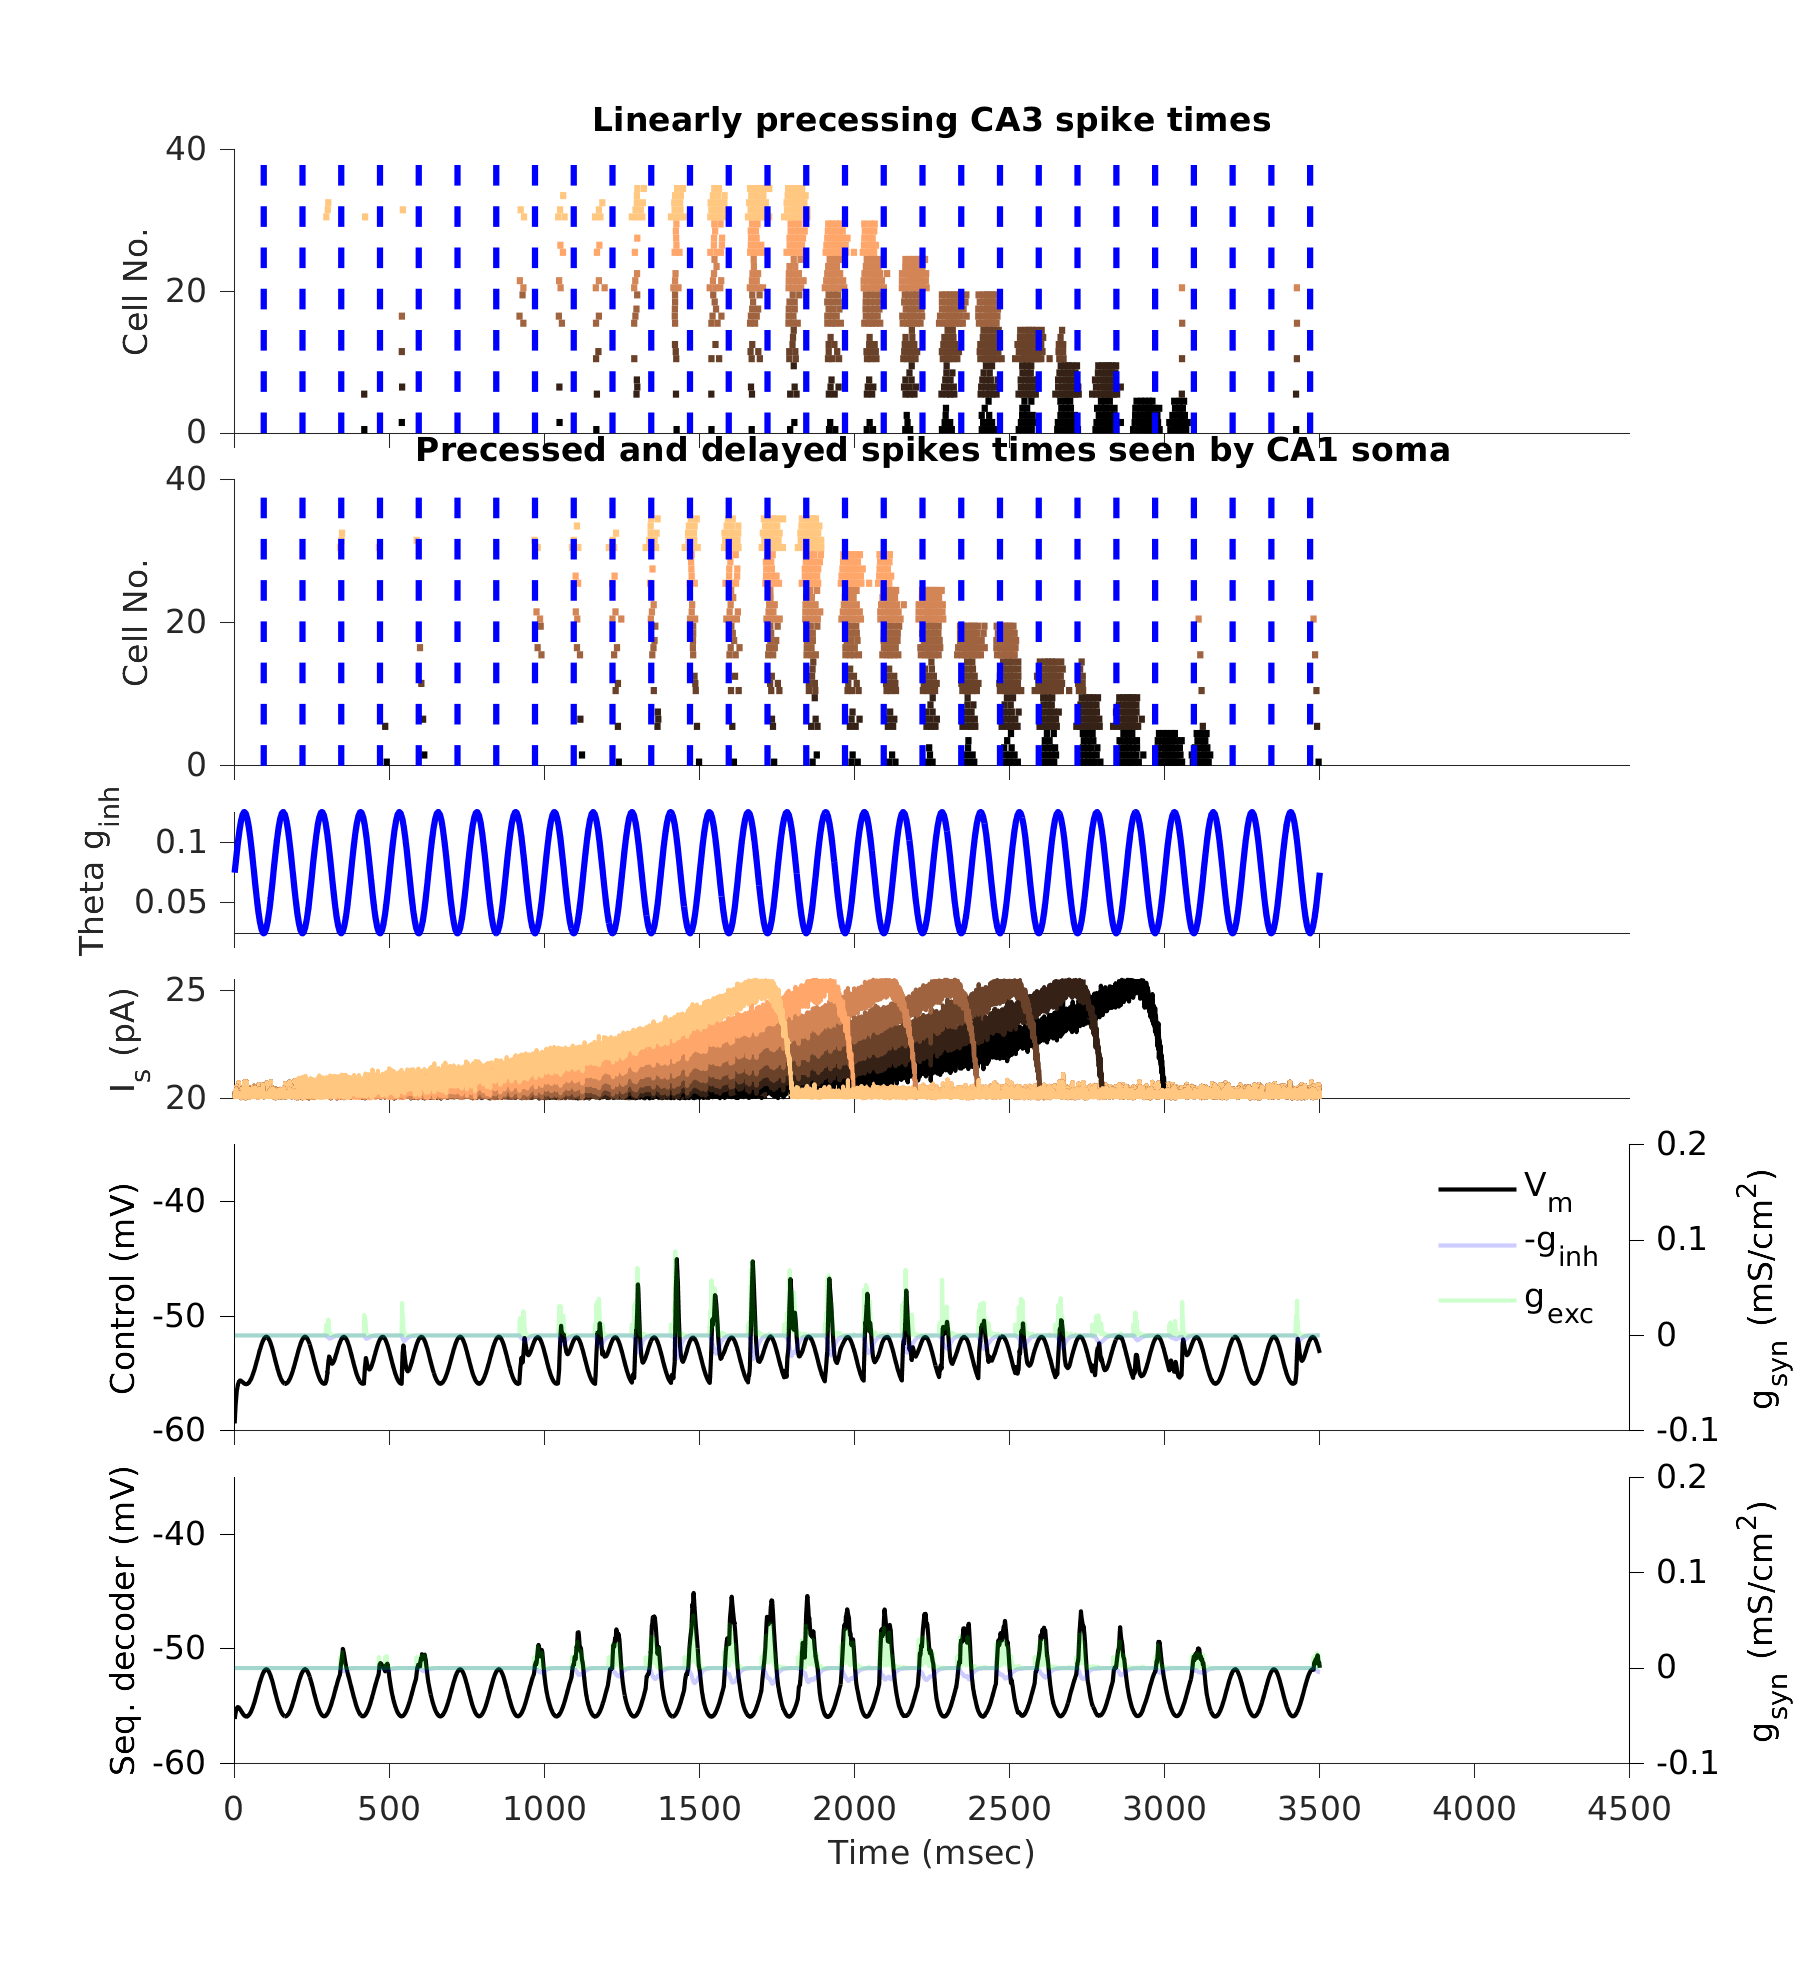 Linearly precessing CA3 spike times
40
20
0
Cell No.
Precessed and delayed spikes times seen by CA1 soma
40
20
0
Cell No.
0.1
0.05
Theta g_inh
25
20
I_s (pA)
-40
-50
-60
Control (mV)
V_m
-g_inh
g_exc
0.2
0.1
0
-0.1
g_syn (mS/cm^2)
-40
-50
-60
Seq. decoder (mV)
0.2
0.1
0
-0.1
g_syn (mS/cm^2)
0 500 1000 1500 2000 2500 3000 3500 4000 4500
Time (msec)